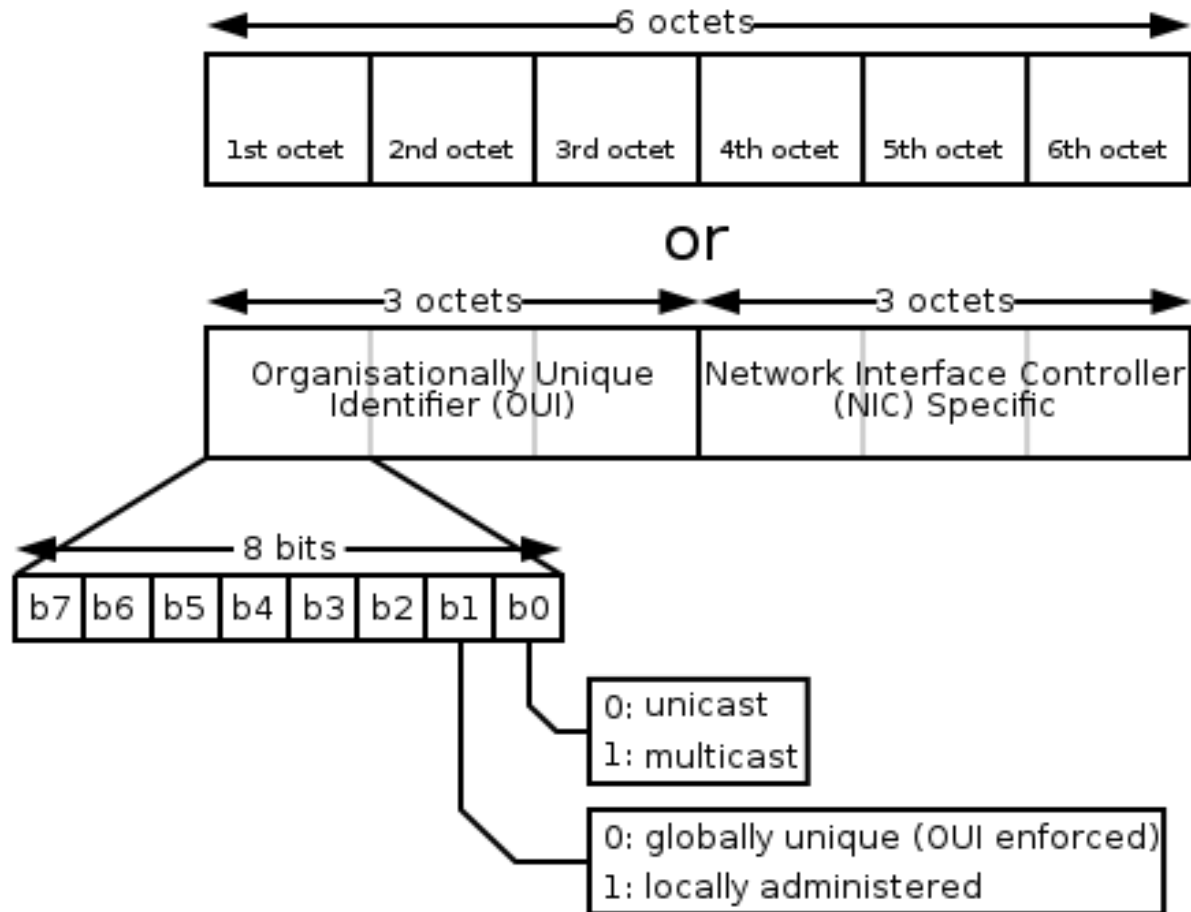 6 octets
1st octet 2nd octet 3rd octet 4th octet 5th octet 6th octet
or
3 octets 3 octets
Organisationally Unique Network Interface Controller
Identifier (OUI) (NIC) Specific
8 bits
b7 b6 b5 b4 b3 b2 b1 b0
0: unicast
1: multicast
0: globally unique (OUI enforced)
1: locally administered